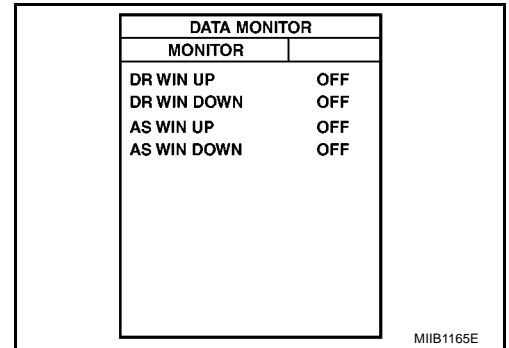 DATA MONITOR
MONITOR
DR WIN UP OFF
DR WIN DOWN OFF
AS WIN UP OFF
AS WIN DOWN OFF
MIIB1165E